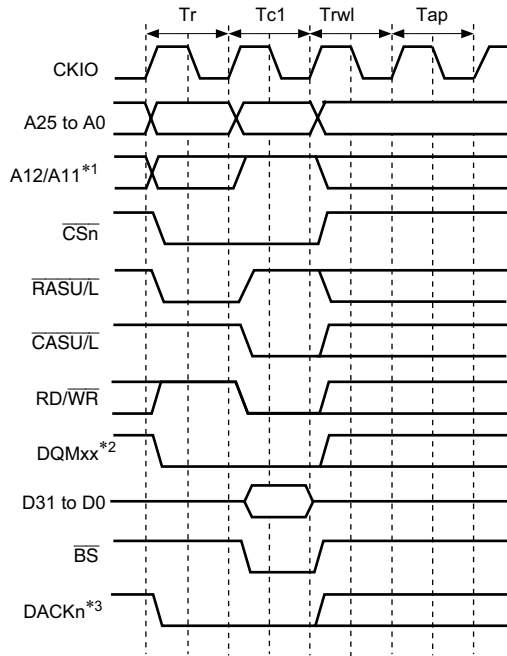 Tr Tc1 Trwl Tap
CKIO
A25 to A0
A12/A11*1
CSn
RASU/L
CASU/L
RD/WR
DQMxx*2
D31 to D0
BS
DACKn*3